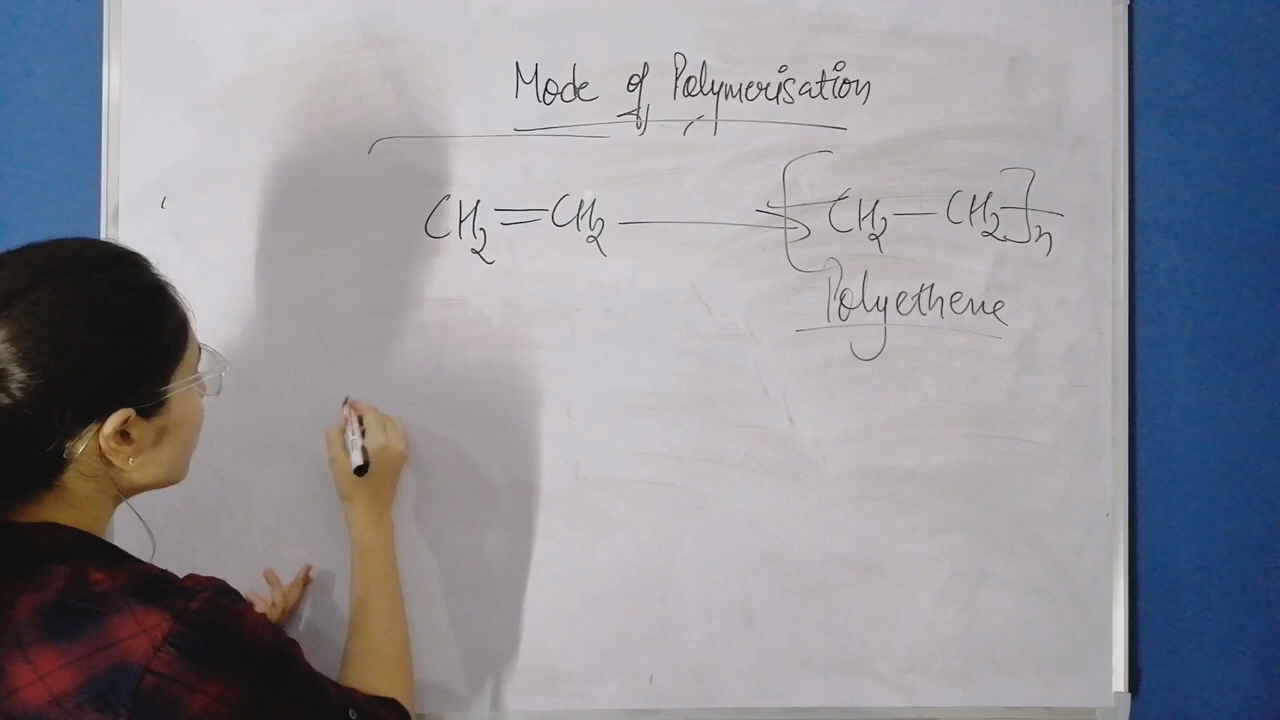 Mode of Polymerisation
CH2=CH2 ⟶ [CH2—CH2]n
Polyethene